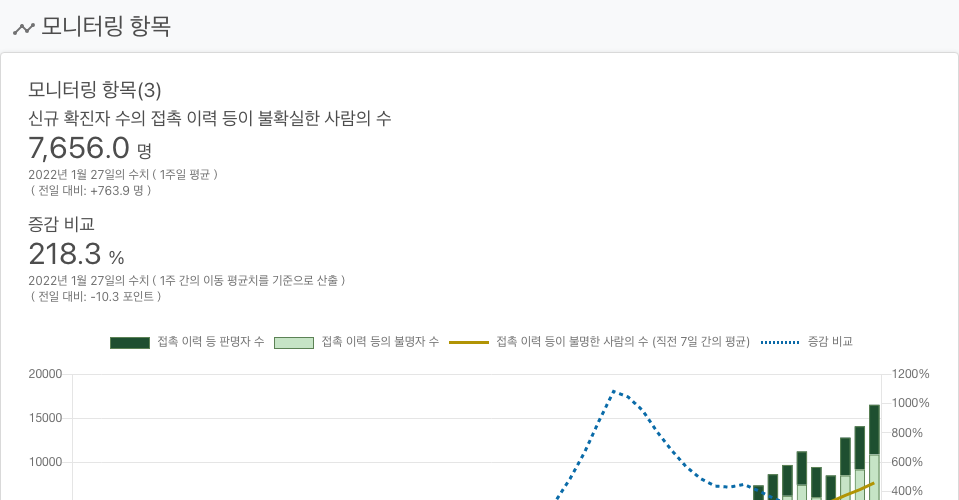 모니터링 항목
모니터링 항목(3)
신규 확진자 수의 접촉 이력 등이 불확실한 사람의 수
7,656.0 명
2022년 1월 27일의 수치 ( 1주일 평균 )
( 전일 대비: +763.9 명 )
증감 비교
218.3 %
2022년 1월 27일의 수치 ( 1주 간의 이동 평균치를 기준으로 산출 )
( 전일 대비: -10.3 포인트 )
접촉 이력 등 판명자 수 접촉 이력 등의 불명자 수 접촉 이력 등이 불명한 사람의 수 (직전 7일 간의 평균) 증감 비교
20000 1200%
1000%
15000
800%
10000 600%
400%